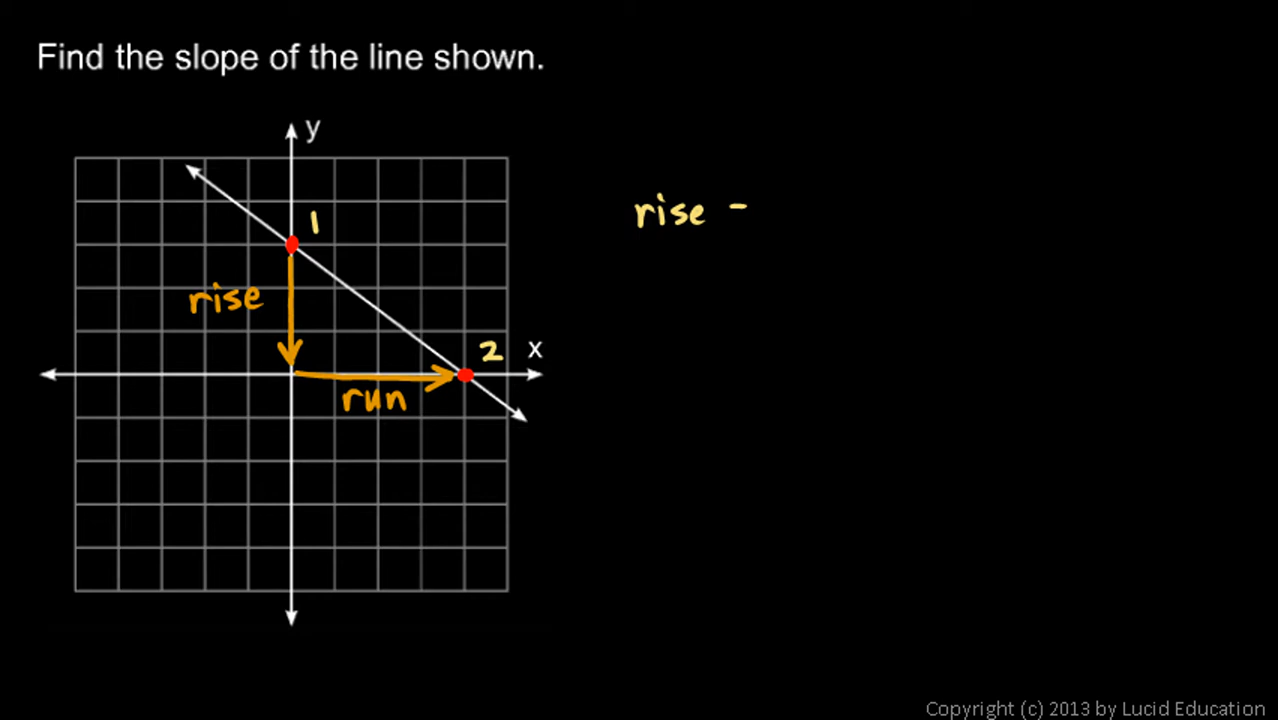 Find the slope of the line shown.
y
1
rise -
rise
2
x
run
Copyright (c) 2013 by Lucid Education